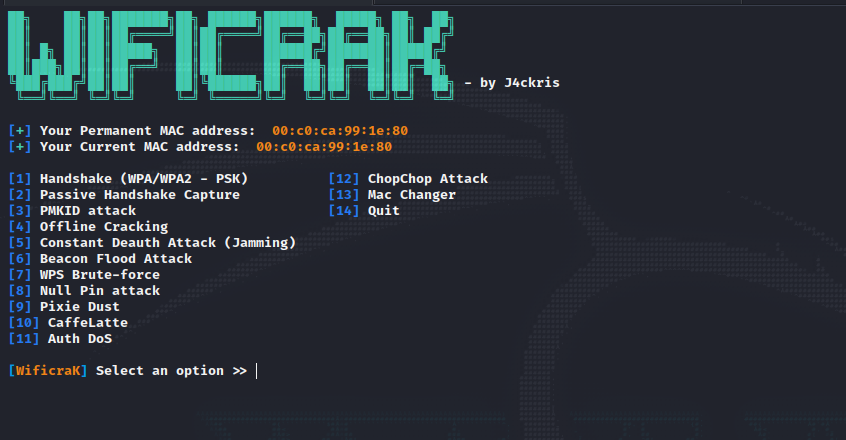 WIFICRAK - by J4ckris
[+] Your Permanent MAC address: 00:c0:ca:99:1e:80
[+] Your Current MAC address: 00:c0:ca:99:1e:80
[1] Handshake (WPA/WPA2 - PSK) [12] ChopChop Attack
[2] Passive Handshake Capture [13] Mac Changer
[3] PMKID attack [14] Quit
[4] Offline Cracking
[5] Constant Deauth Attack (Jamming)
[6] Beacon Flood Attack
[7] WPS Brute-force
[8] Null Pin attack
[9] Pixie Dust
[10] CaffeLatte
[11] Auth DoS
[WificraK] Select an option >>